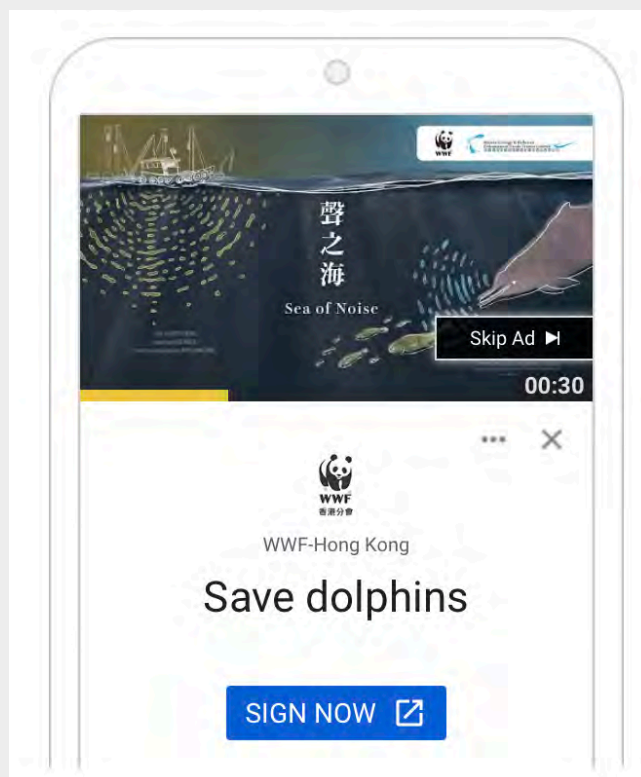 WWF
聲
之
海
Sea of Noise
Skip Ad
00:30
WWF
香港分會
WWF-Hong Kong
Save dolphins
SIGN NOW